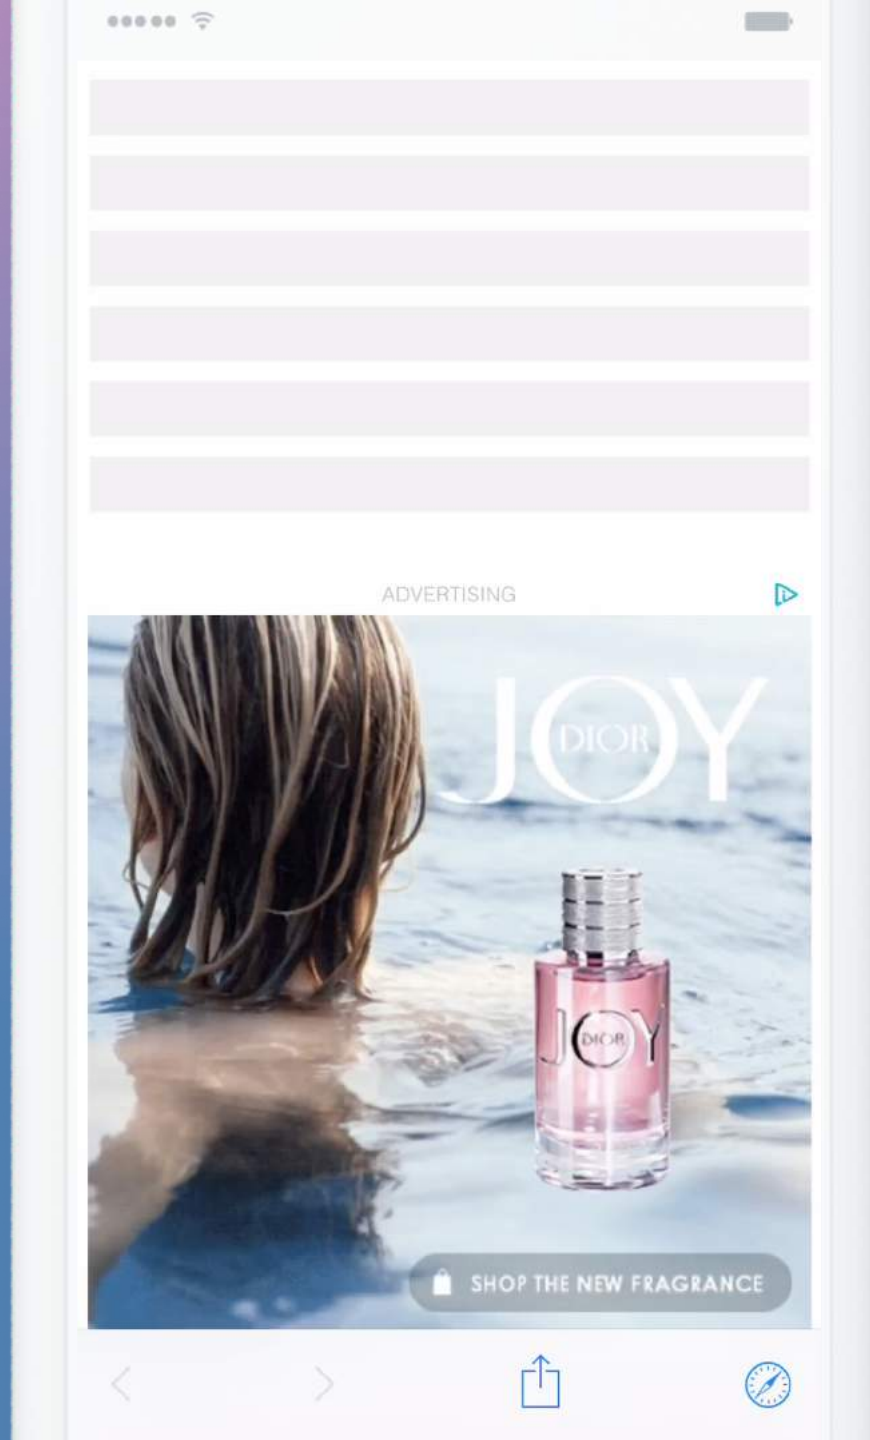 ADVERTISING
JOY
DIOR
JOY
DIOR
SHOP THE NEW FRAGRANCE